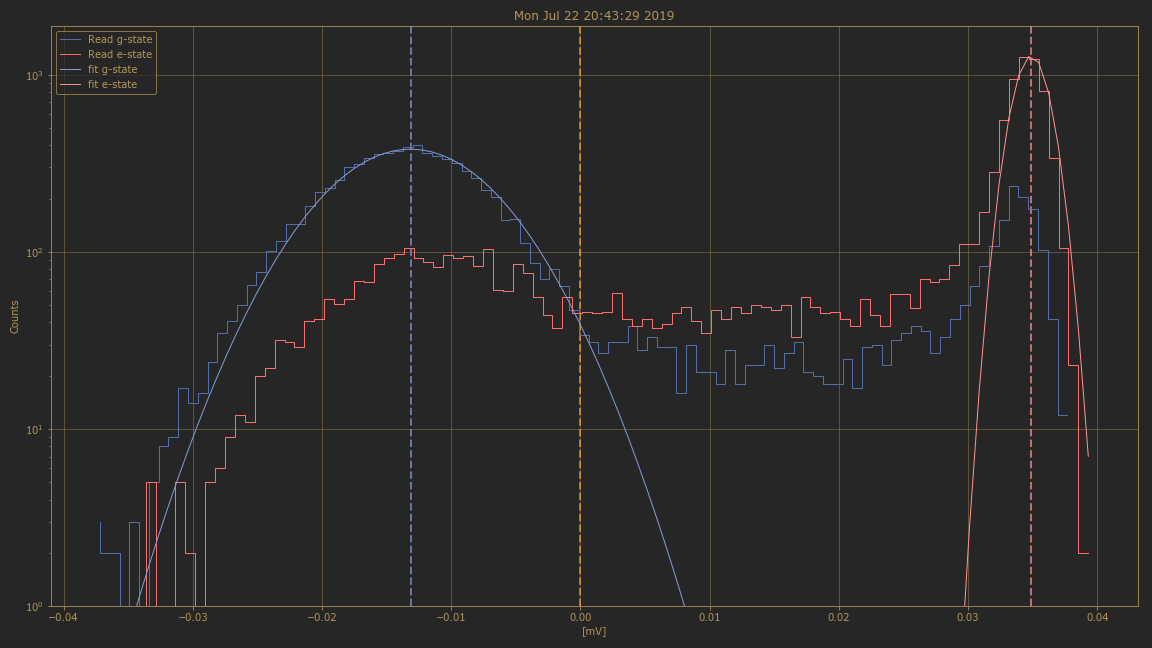 Mon Jul 22 20:43:29 2019
Read g-state
Read e-state
fit g-state
fit e-state
10³
10²
10¹
10⁰
Counts
−0.04 −0.03 −0.02 −0.01 0.00 0.01 0.02 0.03 0.04
[mV]